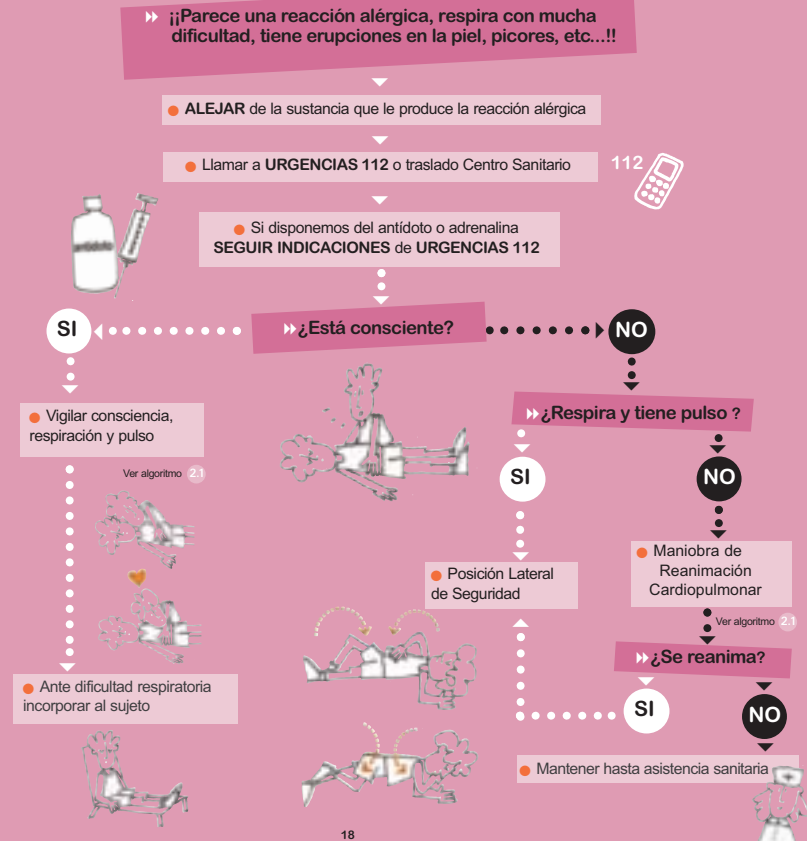 ¡¡Parece una reacción alérgica, respira con mucha
dificultad, tiene erupciones en la piel, picores, etc...!!
ALEJAR de la sustancia que le produce la reacción alérgica
Llamar a URGENCIAS 112 o traslado Centro Sanitario
112
Si disponemos del antídoto o adrenalina
SEGUIR INDICACIONES de URGENCIAS 112
antídoto
SI
¿Está consciente?
NO
Vigilar consciencia,
respiración y pulso
Ver algoritmo 2.1
¿Respira y tiene pulso ?
SI
NO
Posición Lateral
de Seguridad
Maniobra de
Reanimación
Cardiopulmonar
Ver algoritmo 2.1
¿Se reanima?
Ante dificultad respiratoria
incorporar al sujeto
SI
NO
Mantener hasta asistencia sanitaria
18